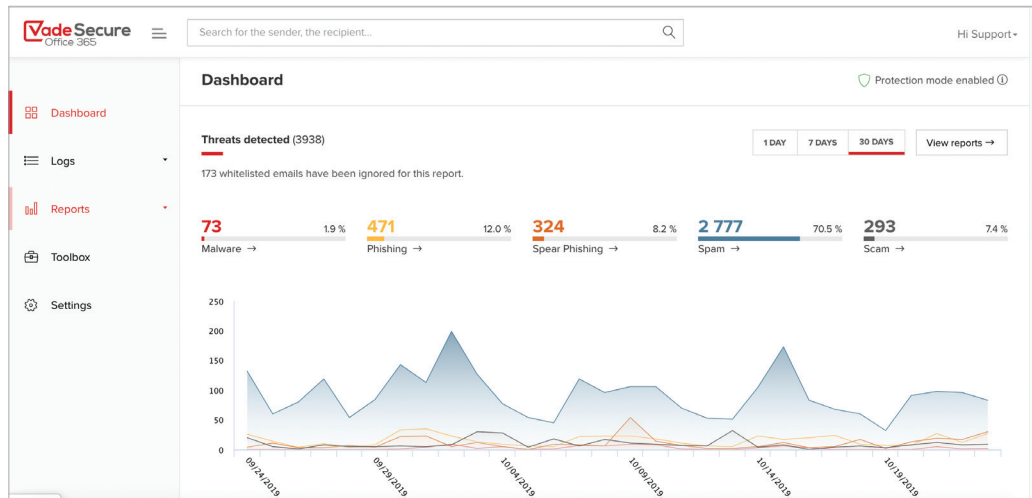 VadeSecure
Office 365
Search for the sender, the recipient...
Hi Support
Dashboard
Protection mode enabled
Dashboard
Logs
Reports
Toolbox
Settings
Threats detected (3938)
1 DAY 7 DAYS 30 DAYS View reports →
173 whitelisted emails have been ignored for this report.
73 1.9 % 471 12.0 % 324 8.2 % 2 777 70.5 % 293 7.4 %
Malware → Phishing → Spear Phishing → Spam → Scam →
250
200
150
100
50
0
09/24/2019 09/29/2019 10/04/2019 10/09/2019 10/14/2019 10/19/2019